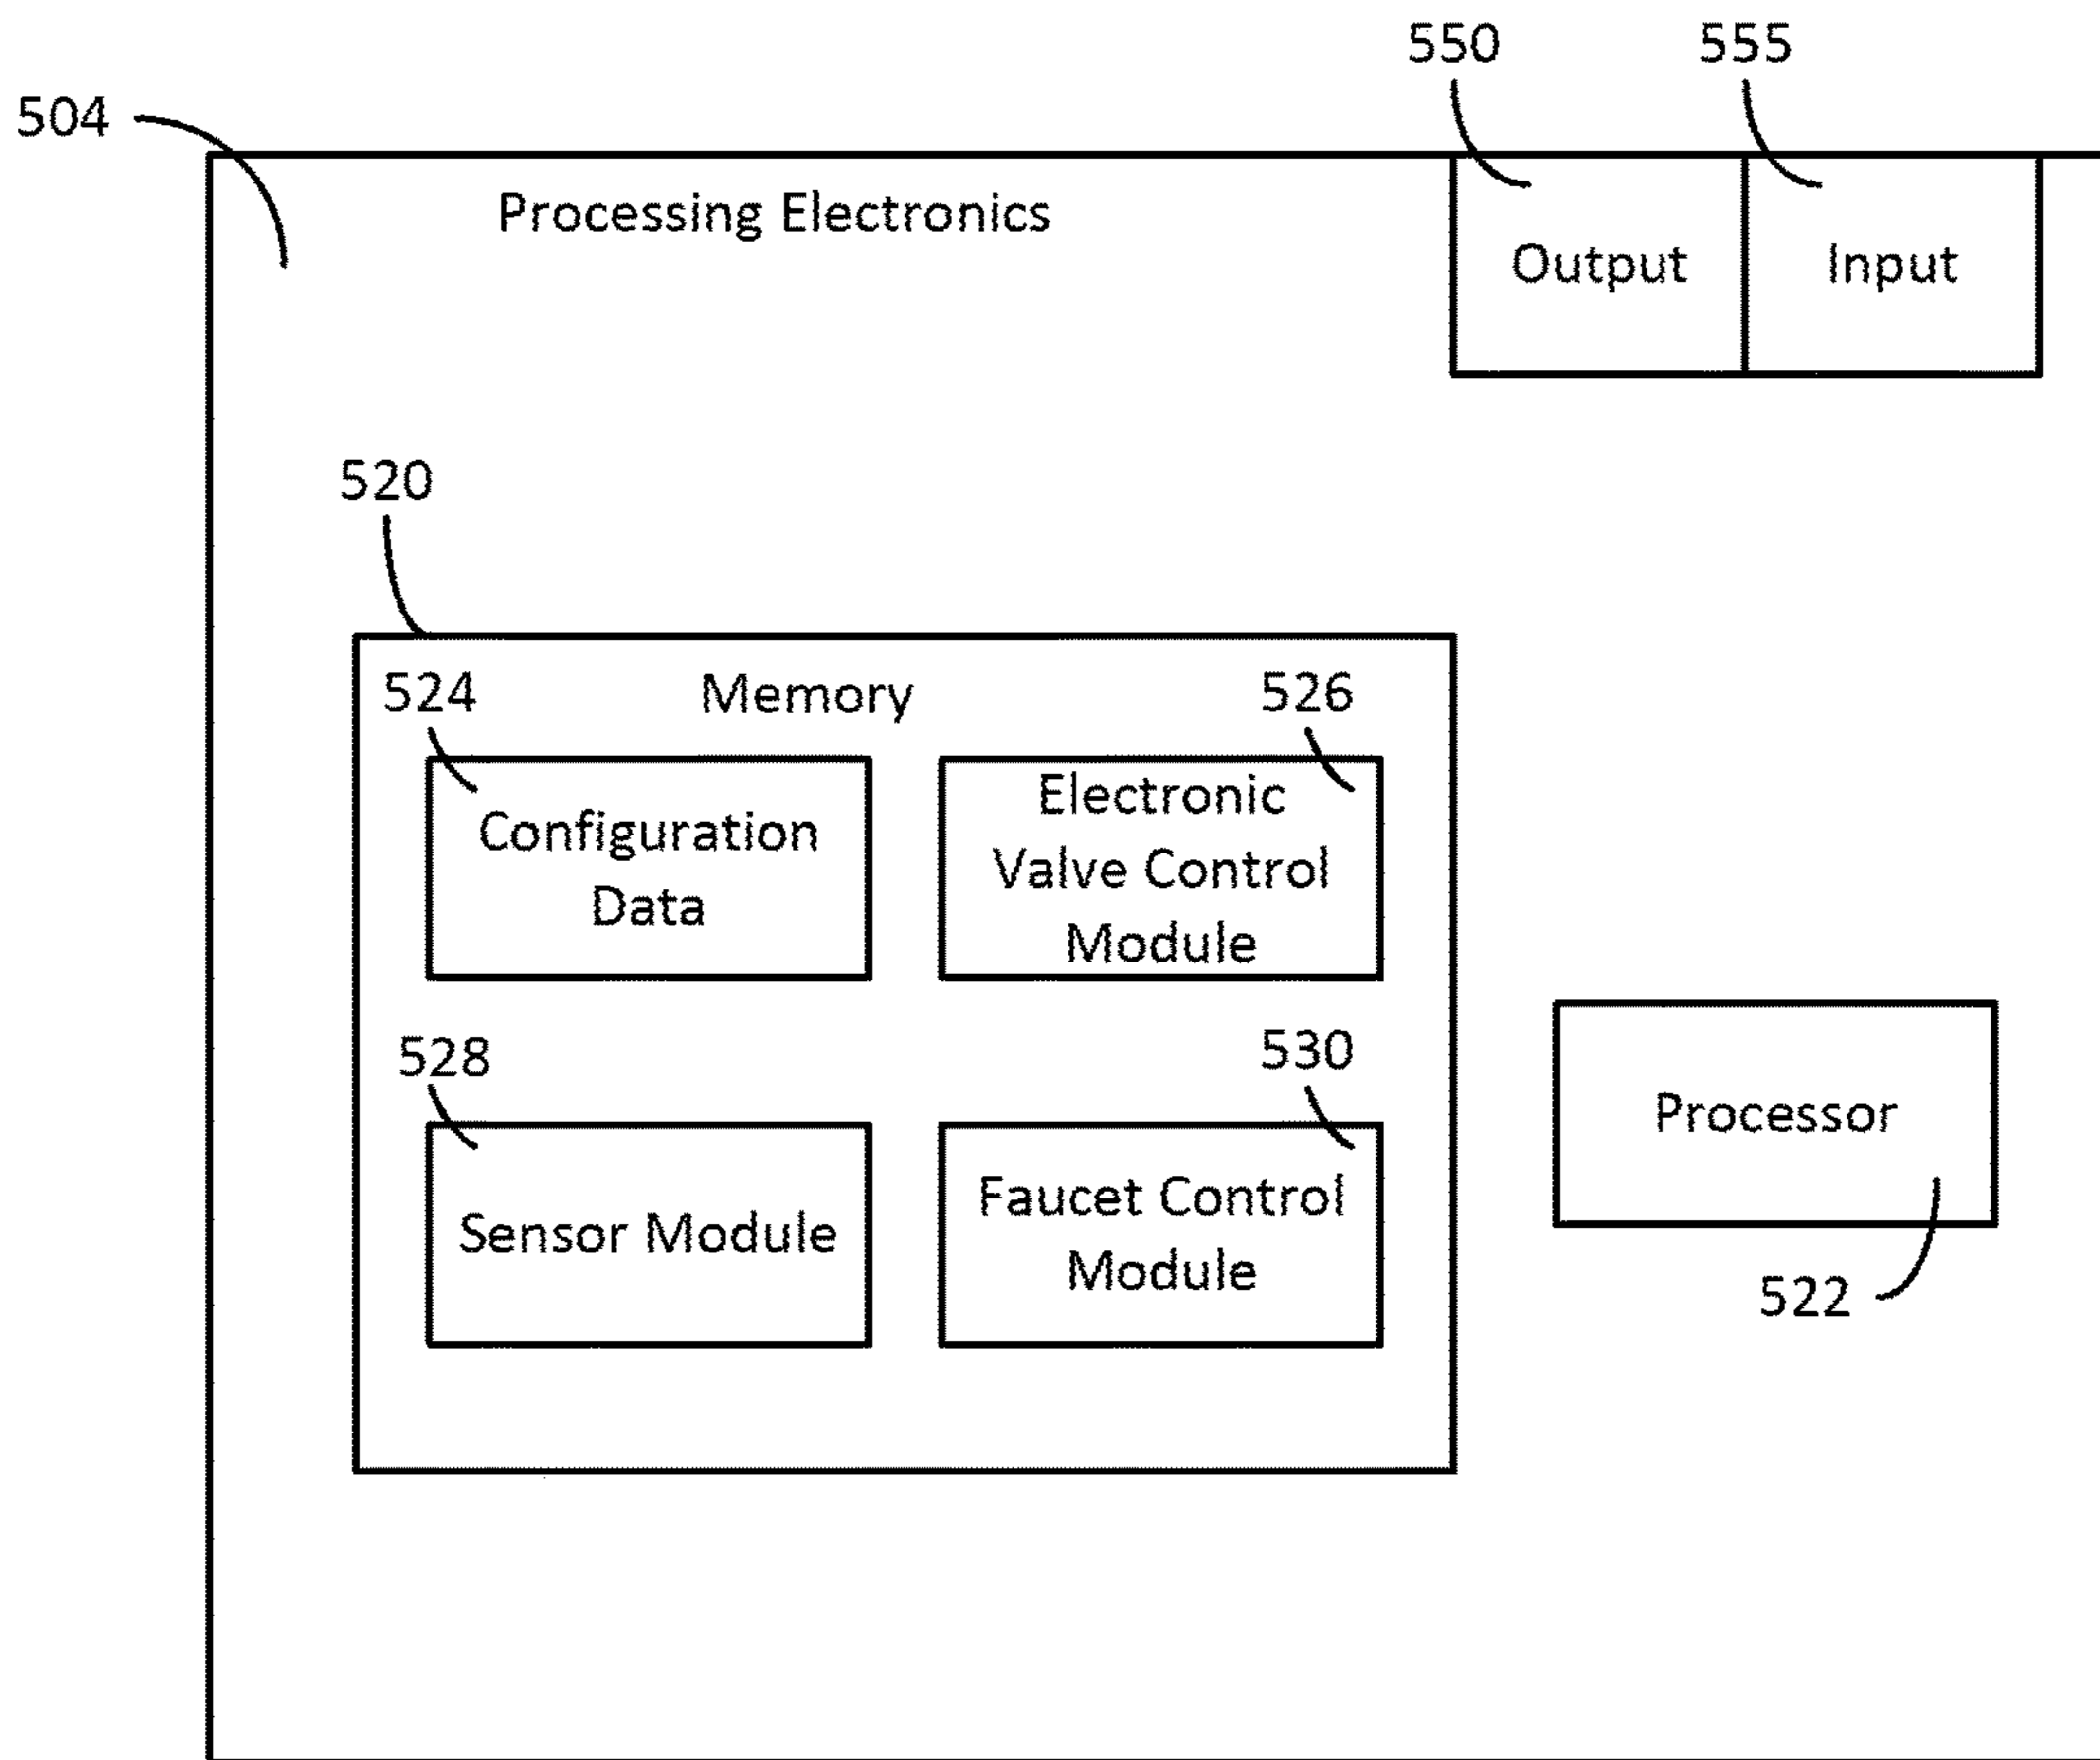 550
555
504
Processing Electronics
Output
Input
520
524
Memory
526
Configuration
Data
Electronic
Valve Control
Module
528
530
Sensor Module
Faucet Control
Module
Processor
522